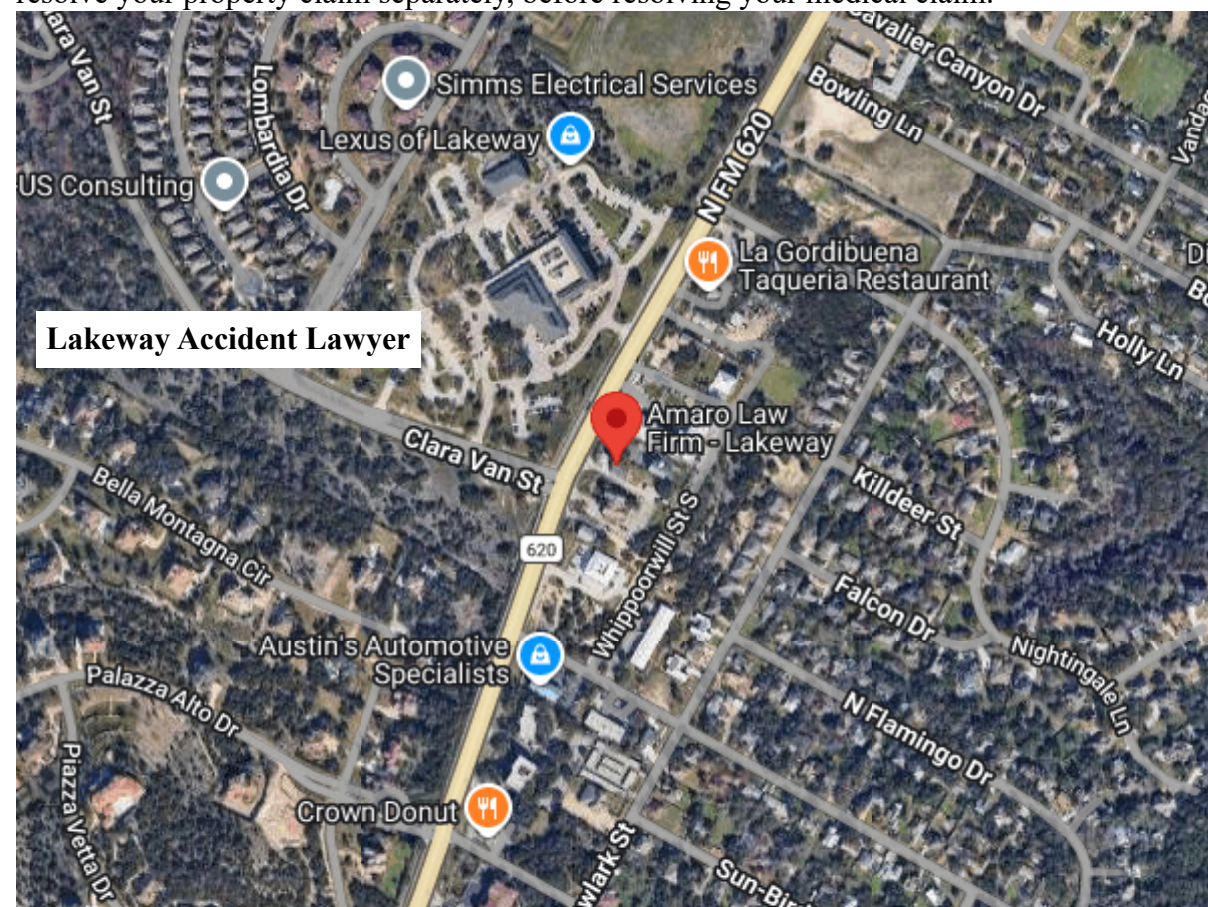 resolve your property claim separately, before resolving your medical claim.
Cavalier Canyon Dr
Bowling Ln
Lombardia Dr
Simms Electrical Services
Lexus of Lakeway
N FM 620
US Consulting
La Gordibuena
Taqueria Restaurant
Holly Ln
Lakeway Accident Lawyer
Amaro Law
Firm - Lakeway
Clara Van St
Bella Montagna Cir
Killdeer St
620
Whippoorwill St S
Falcon Dr
Austin's Automotive
Specialists
Nightingale Ln
Palazza Alto Dr
N Flamingo Dr
Piazza Vetta Dr
Crown Donut